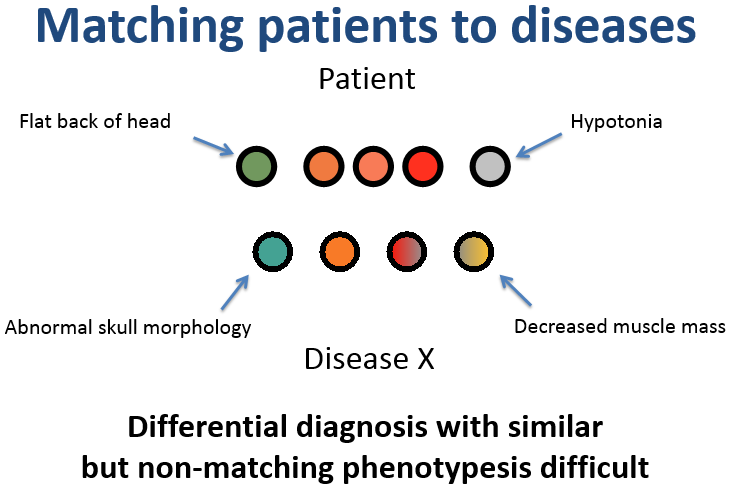 Matching patients to diseases
Patient
Flat back of head
Hypotonia
Abnormal skull morphology
Decreased muscle mass
Disease X
Differential diagnosis with similar
but non-matching phenotypesis difficult